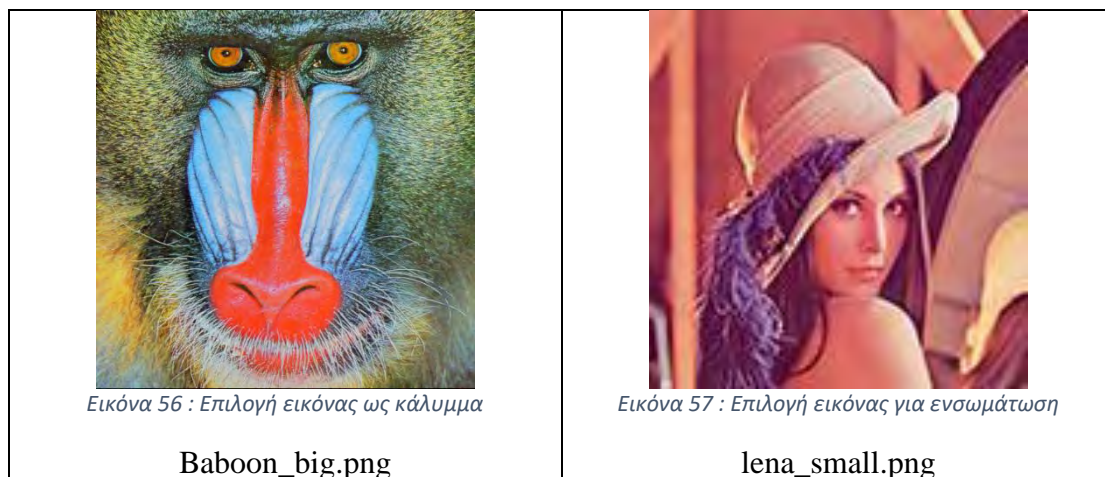 Εικόνα 56 : Επιλογή εικόνας ως κάλυμμα
Baboon_big.png
Εικόνα 57 : Επιλογή εικόνας για ενσωμάτωση
lena_small.png